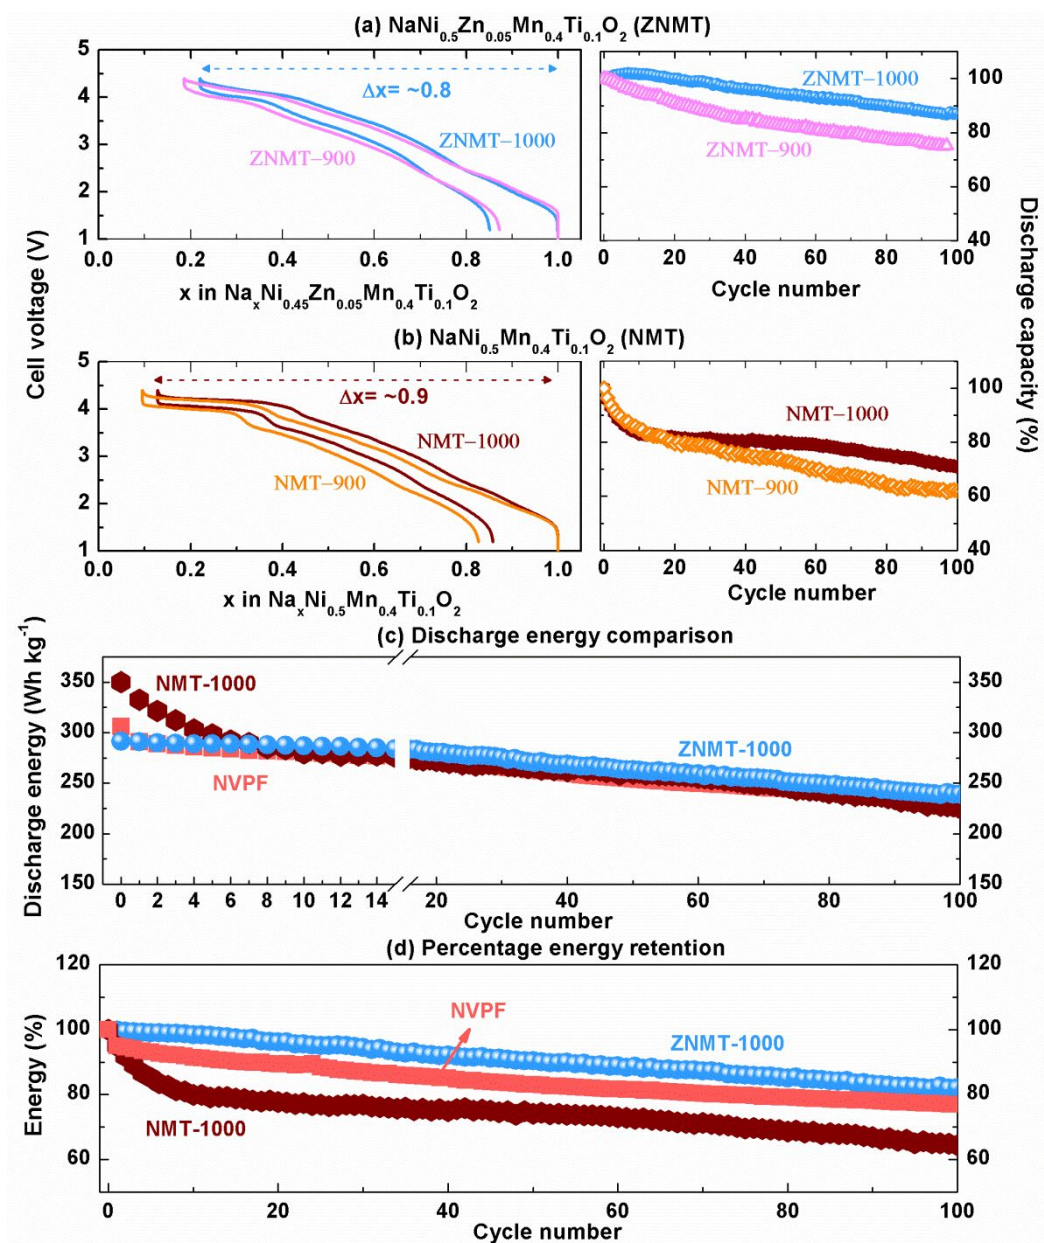 (a) NaNi0.5Zn0.05Mn0.4Ti0.1O2 (ZNMT)
5
4
3
2
1
Δx= ~0.8
ZNMT-1000
ZNMT-900
0.0 0.2 0.4 0.6 0.8 1.0
x in NaxNi0.45Zn0.05Mn0.4Ti0.1O2
ZNMT-1000
ZNMT-900
100
80
60
40
0 20 40 60 80 100
Cycle number
Cell voltage (V)
Discharge capacity (%)
(b) NaNi0.5Mn0.4Ti0.1O2 (NMT)
5
4
3
2
1
Δx= ~0.9
NMT-1000
NMT-900
0.0 0.2 0.4 0.6 0.8 1.0
x in NaxNi0.5Mn0.4Ti0.1O2
NMT-1000
NMT-900
100
80
60
40
0 20 40 60 80 100
Cycle number
(c) Discharge energy comparison
Discharge energy (Wh kg-1)
350
300
250
200
150
NMT-1000
NVPF
ZNMT-1000
350
300
250
200
150
0 2 4 6 8 10 12 14 20 40 60 80 100
Cycle number
(d) Percentage energy retention
Energy (%)
120
100
80
60
NVPF
ZNMT-1000
NMT-1000
120
100
80
60
0 20 40 60 80 100
Cycle number